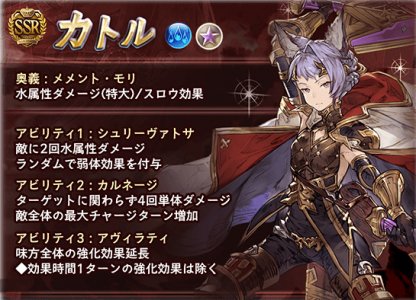 SSR カトル
奥義：メメント・モリ
水属性ダメージ(特大)/スロウ効果
アビリティ1：シュリーヴァトサ
敵に2回水属性ダメージ
ランダムで弱体効果を付与
アビリティ2：カルネージ
ターゲットに関わらず4回単体ダメージ
敵全体の最大チャージターン増加
アビリティ3：アヴィラティ
味方全体の強化効果延長
◆効果時間1ターンの強化効果は除く